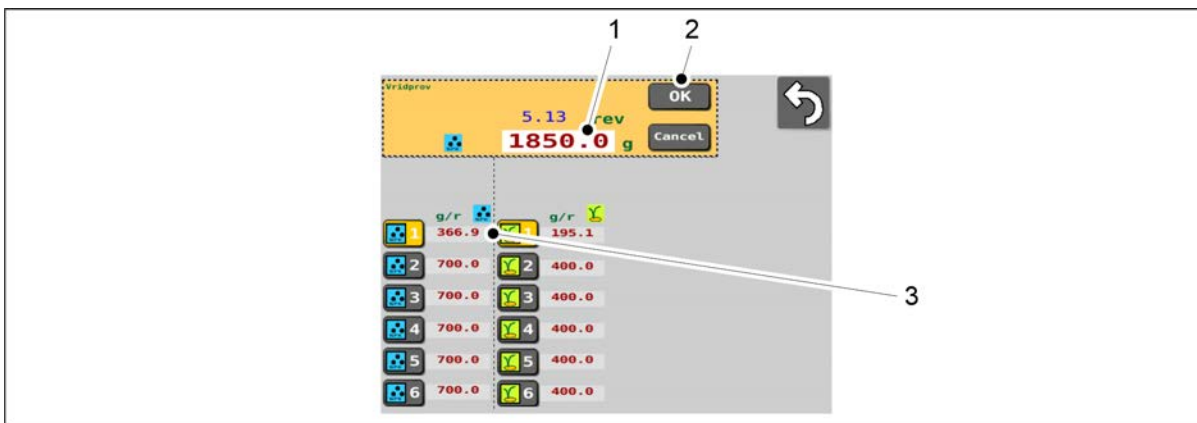 1 2
Vridprov
OK
5.13 rev
1850.0 g Cancel
g/r g/r
1 366.9 1 195.1
3
2 700.0 2 400.0
3 700.0 3 400.0
4 700.0 4 400.0
5 700.0 5 400.0
6 700.0 6 400.0